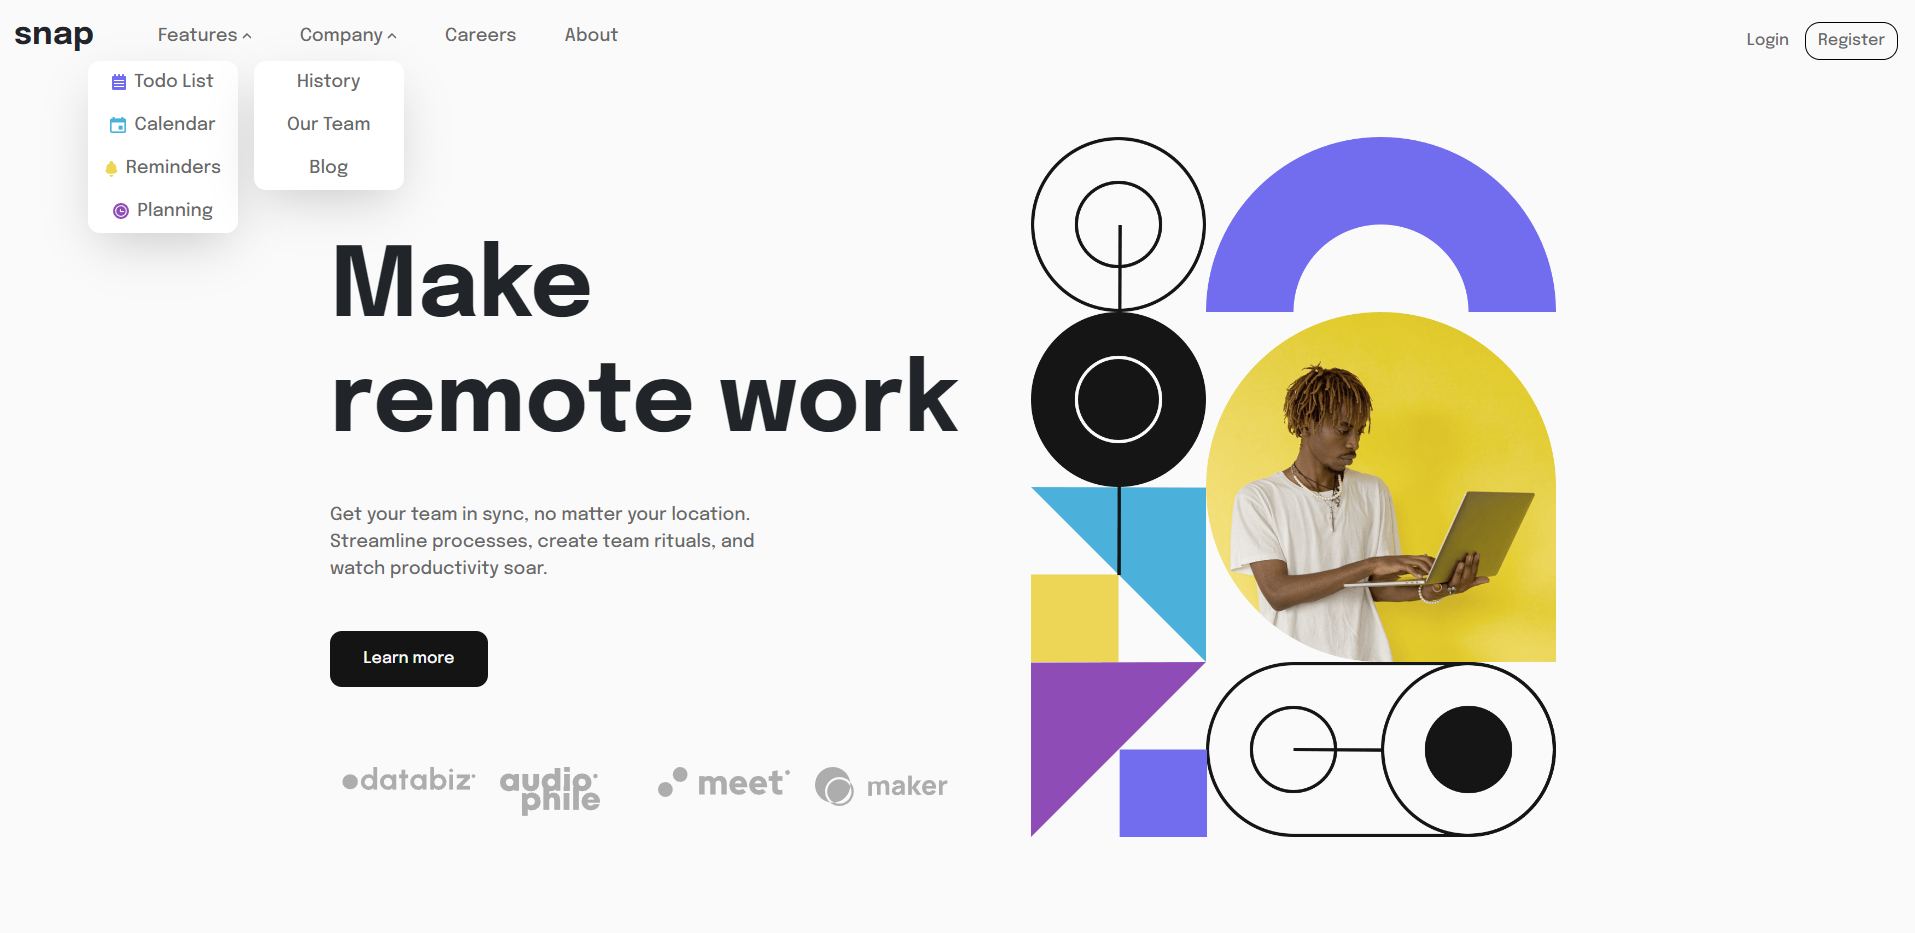 snap
Features
Company
Careers
About
Login
Register
Todo List
Calendar
Reminders
Planning
History
Our Team
Blog
Make
remote work
Get your team in sync, no matter your location.
Streamline processes, create team rituals, and
watch productivity soar.
Learn more
databiz
audio
phile
meet
maker